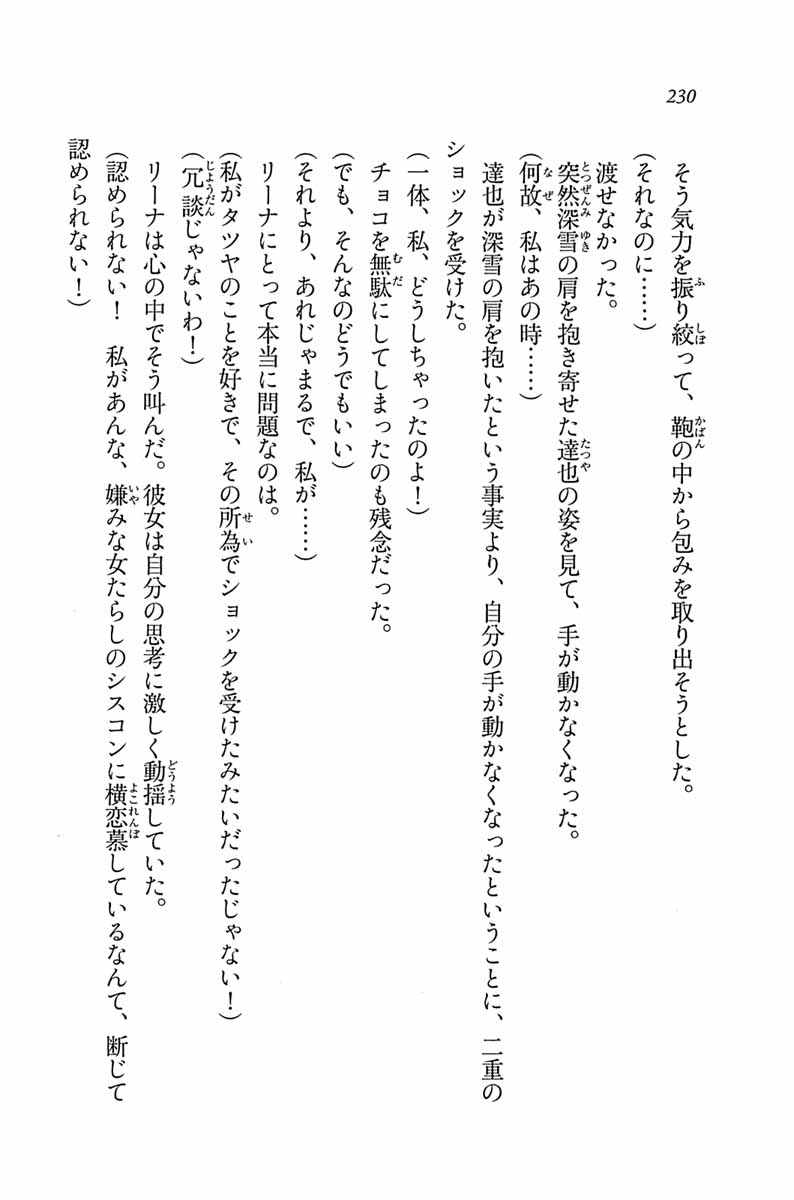 230
そう気力を振り絞って、鞄の中から包みを取り出そうとした。
(それなのに……)
渡せなかった。
突然深雪の肩を抱き寄せた達也の姿を見て、手が動かなくなった。
(何故、私はあの時……)
達也が深雪の肩を抱いたという事実より、自分の手が動かなくなったということに、二重の
ショックを受けた。
(一体、私、どうしちゃったのよ!)
チョコを無駄にしてしまったのも残念だった。
(でも、そんなのどうでもいい)
(それより、あれじゃまるで、私が……)
リーナにとって本当に問題なのは。
(私がタツヤのことを好きで、その所為でショックを受けたみたいだったじゃない!)
(冗談じゃないわ!)
リーナは心の中でそう叫んだ。彼女は自分の思考に激しく動揺していた。
(認められない! 私があんな、嫌みな女たらしのシスコンに横恋慕しているなんて、断じて
認められない!)